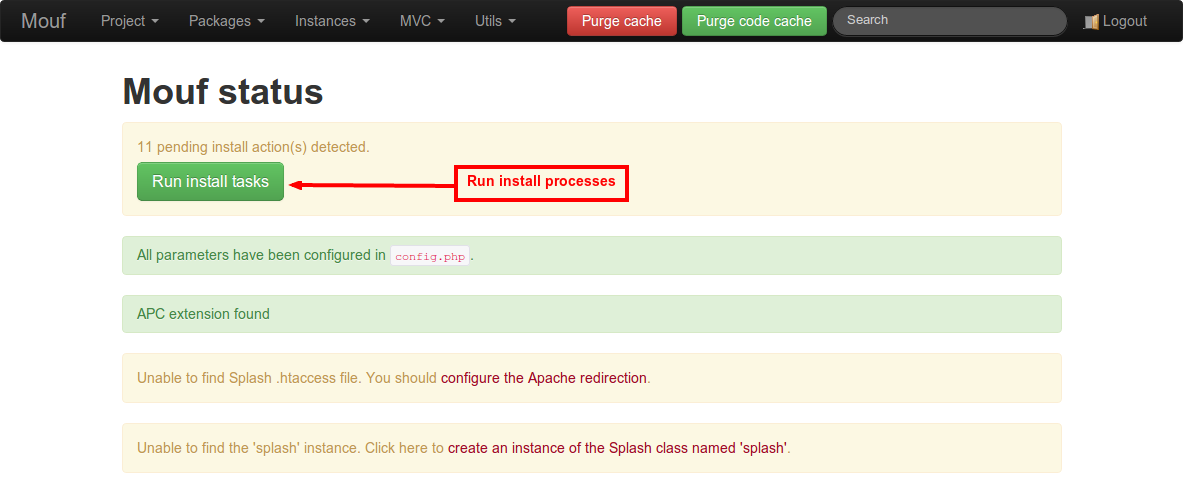 Mouf Project Packages Instances MVC Utils Purge cache Purge code cache Search Logout
Mouf status
11 pending install action(s) detected.
Run install tasks Run install processes
All parameters have been configured in config.php.
APC extension found
Unable to find Splash .htaccess file. You should configure the Apache redirection.
Unable to find the 'splash' instance. Click here to create an instance of the Splash class named 'splash'.